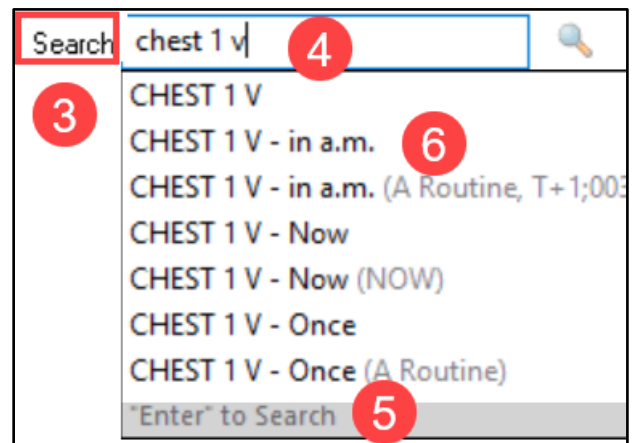 Search chest 1 v 4
3
CHEST 1 V
CHEST 1 V - in a.m. 6
CHEST 1 V - in a.m. (A Routine, T+1;003
CHEST 1 V - Now
CHEST 1 V - Now (NOW)
CHEST 1 V - Once
CHEST 1 V - Once (A Routine)
"Enter" to Search 5